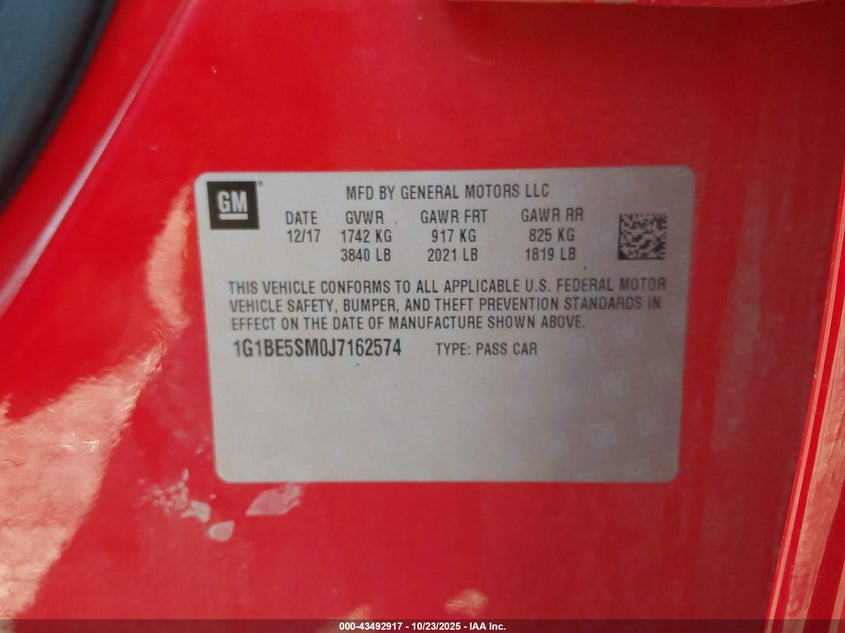 GM
MFD BY GENERAL MOTORS LLC
DATE GVWR GAWR FRT GAWR RR
12/17 1742 KG 917 KG 825 KG
3840 LB 2021 LB 1819 LB
THIS VEHICLE CONFORMS TO ALL APPLICABLE U.S. FEDERAL MOTOR
VEHICLE SAFETY, BUMPER, AND THEFT PREVENTION STANDARDS IN
EFFECT ON THE DATE OF MANUFACTURE SHOWN ABOVE.
1G1BE5SM0J7162574 TYPE: PASS CAR
000-43492917 - 10/23/2025 - IAA Inc.